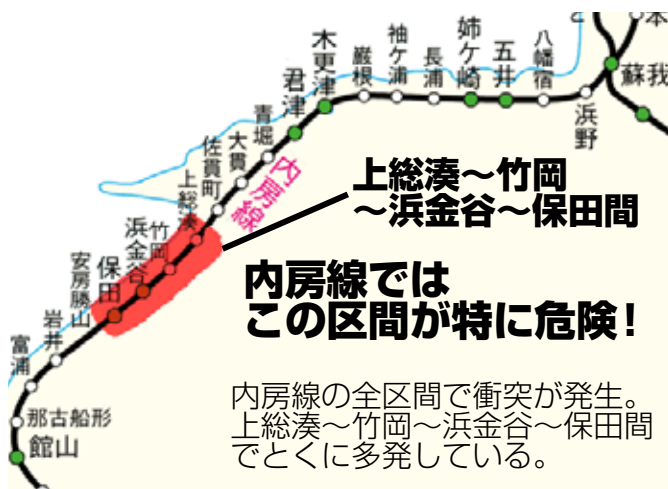 本
蘇我
浜野
八幡宿
五井
姉ケ崎
長浦
袖ケ浦
巌根
木更津
君津
青堀
大貫
佐貫町
上総湊
竹岡
浜金谷
保田
安房勝山
岩井
富浦
那古船形
館山
内房線
上総湊～竹岡
～浜金谷～保田間
内房線では
この区間が特に危険！
内房線の全区間で衝突が発生。
上総湊～竹岡～浜金谷～保田間
でとくに多発している。